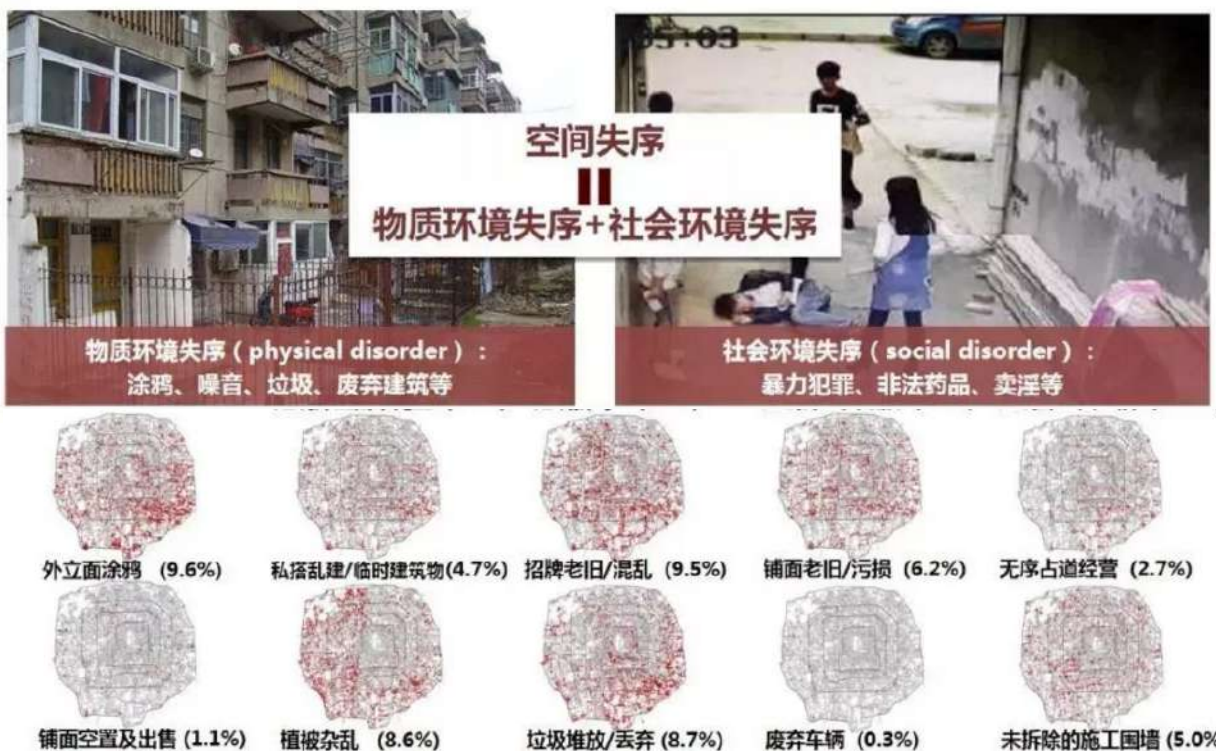 05:03
空间失序
物质环境失序+社会环境失序
物质环境失序（physical disorder）：
涂鸦、噪音、垃圾、废弃建筑等
社会环境失序（social disorder）：
暴力犯罪、非法药品、卖淫等
外立面涂鸦 (9.6%)
私搭乱建/临时建筑物(4.7%)
招牌老旧/混乱 (9.5%)
铺面老旧/污损 (6.2%)
无序占道经营 (2.7%)
铺面空置及出售 (1.1%)
植被杂乱 (8.6%)
垃圾堆放/丢弃 (8.7%)
废弃车辆 (0.3%)
未拆除的施工围墙 (5.0%